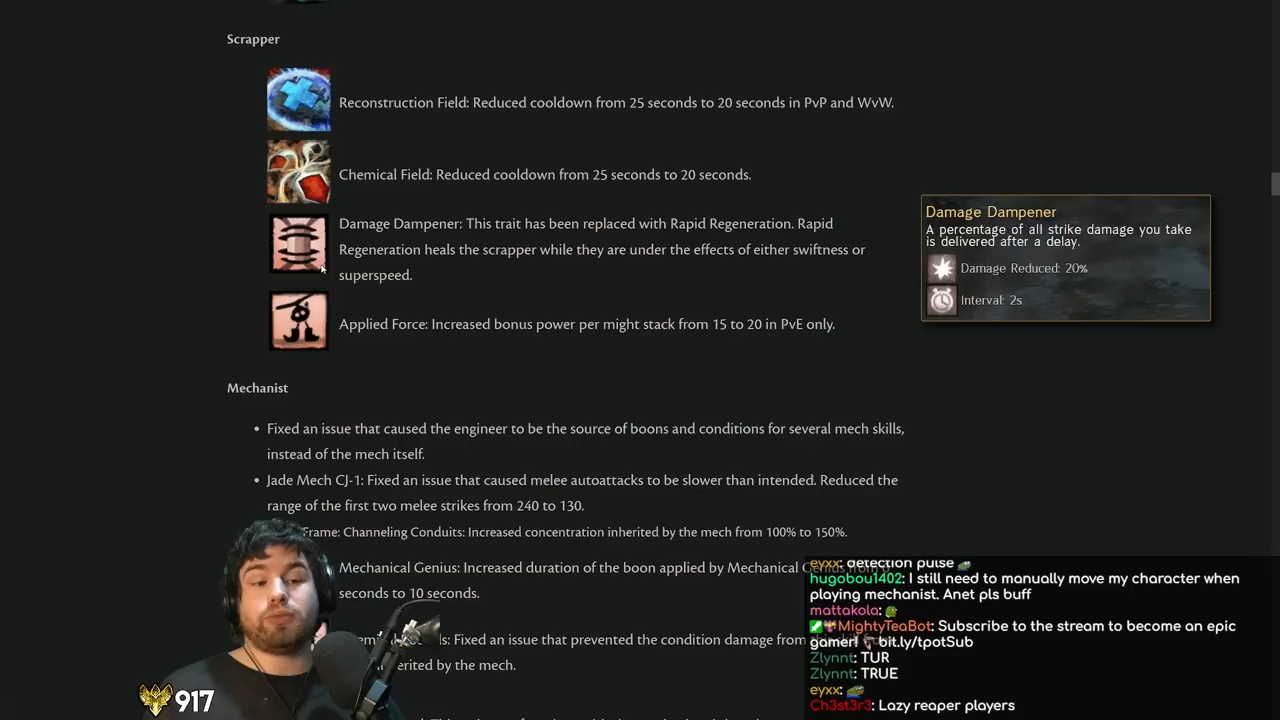 Scrapper
Reconstruction Field: Reduced cooldown from 25 seconds to 20 seconds in PvP and WvW.
Chemical Field: Reduced cooldown from 25 seconds to 20 seconds.
Damage Dampener: This trait has been replaced with Rapid Regeneration. Rapid
Regeneration heals the scrapper while they are under the effects of either swiftness or
superspeed.
Applied Force: Increased bonus power per might stack from 15 to 20 in PvE only.
Damage Dampener
A percentage of all strike damage you take
is delivered after a delay.
Damage Reduced: 20%
Interval: 2s
Mechanist
• Fixed an issue that caused the engineer to be the source of boons and conditions for several mech skills,
instead of the mech itself.
• Jade Mech CJ-1: Fixed an issue that caused melee autoattacks to be slower than intended. Reduced the
range of the first two melee strikes from 240 to 130.
Frame: Channeling Conduits: Increased concentration inherited by the mech from 100% to 150%.
Mechanical Genius: Increased duration of the boon applied by Mechanical
seconds to 10 seconds.
Fixed an issue that prevented the condition damage from
inherited by the mech.
eyxx: detection pulse
hugobou1402: I still need to manually move my character when
playing mechanist. Anet pls buff
mattakola:
MightyTeaBot: Subscribe to the stream to become an epic
gamer! bit.ly/tpotSub
Zlynnt: TUR
Zlynnt: TRUE
eyxx:
Ch3st3r3: Lazy reaper players
917